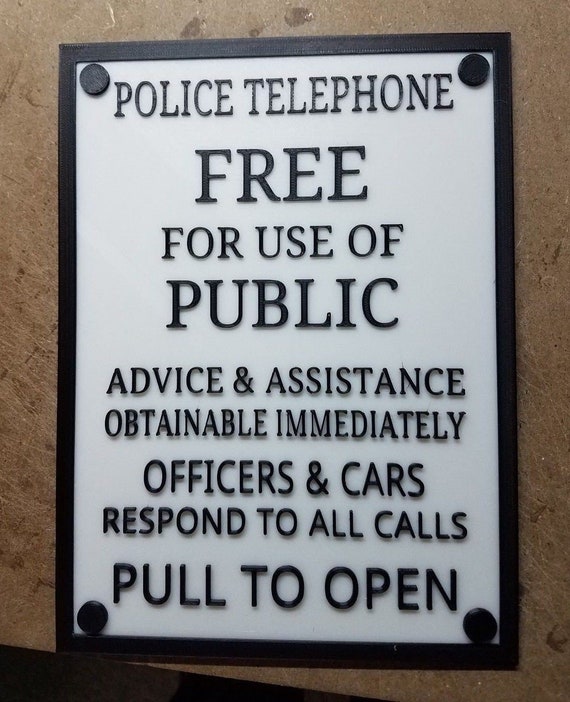 POLICE TELEPHONE
FREE
FOR USE OF
PUBLIC
ADVICE & ASSISTANCE
OBTAINABLE IMMEDIATELY
OFFICERS & CARS
RESPOND TO ALL CALLS
PULL TO OPEN